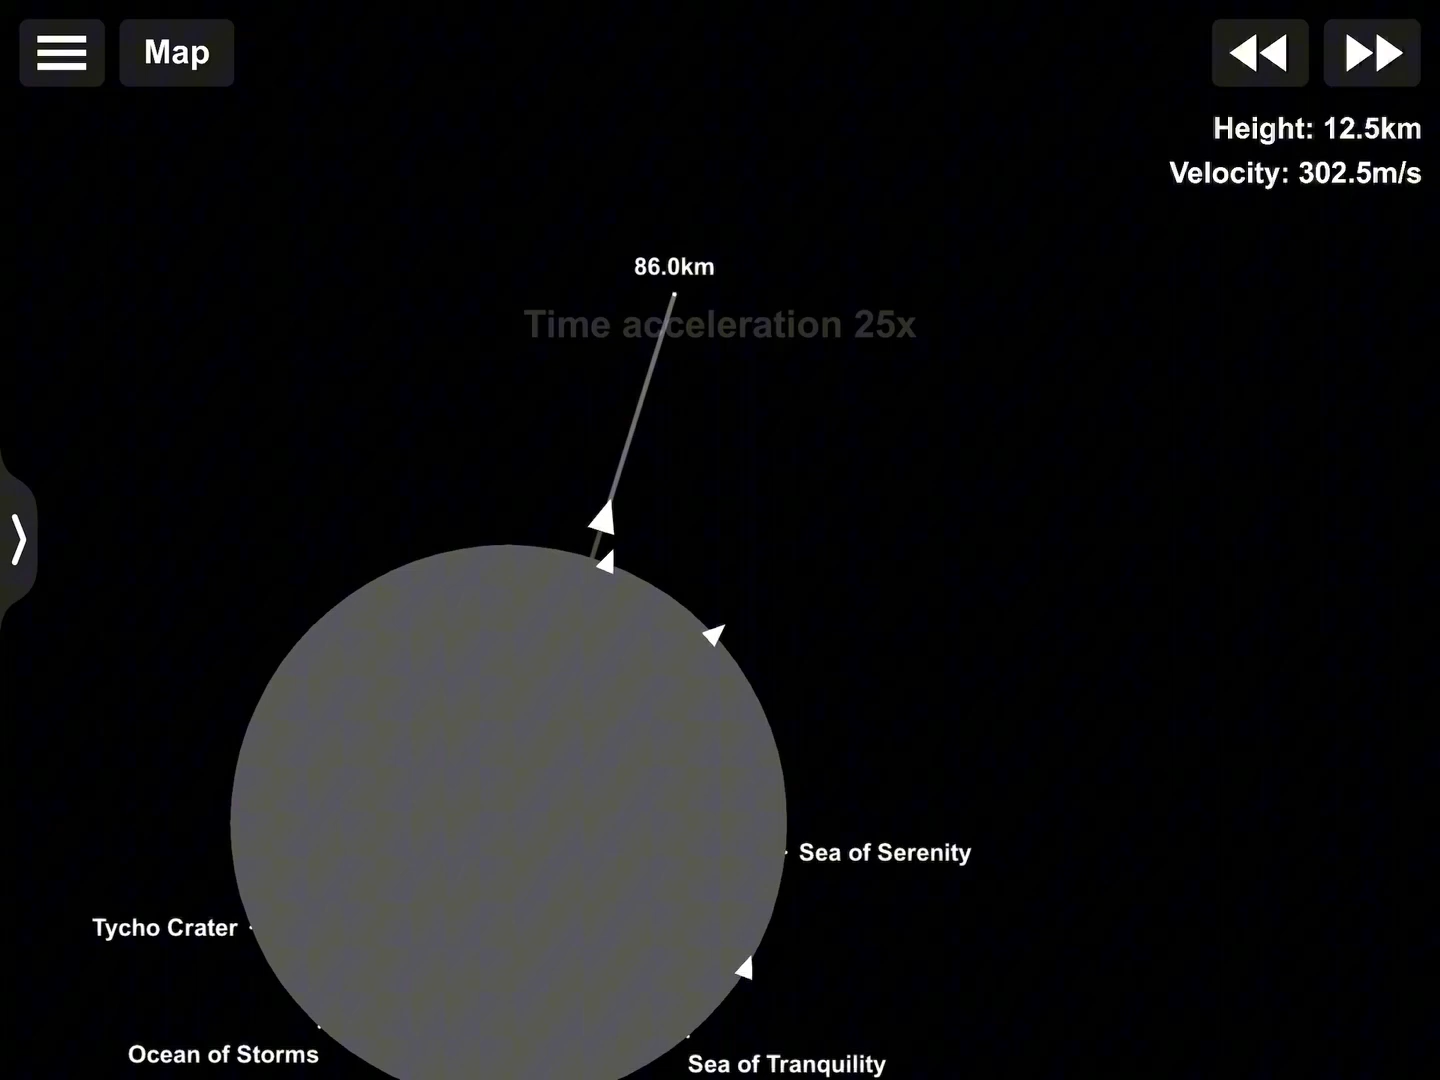 Map
Height: 12.5km
Velocity: 302.5m/s
86.0km
Time acceleration 25x
Sea of Serenity
Tycho Crater
Ocean of Storms
Sea of Tranquility